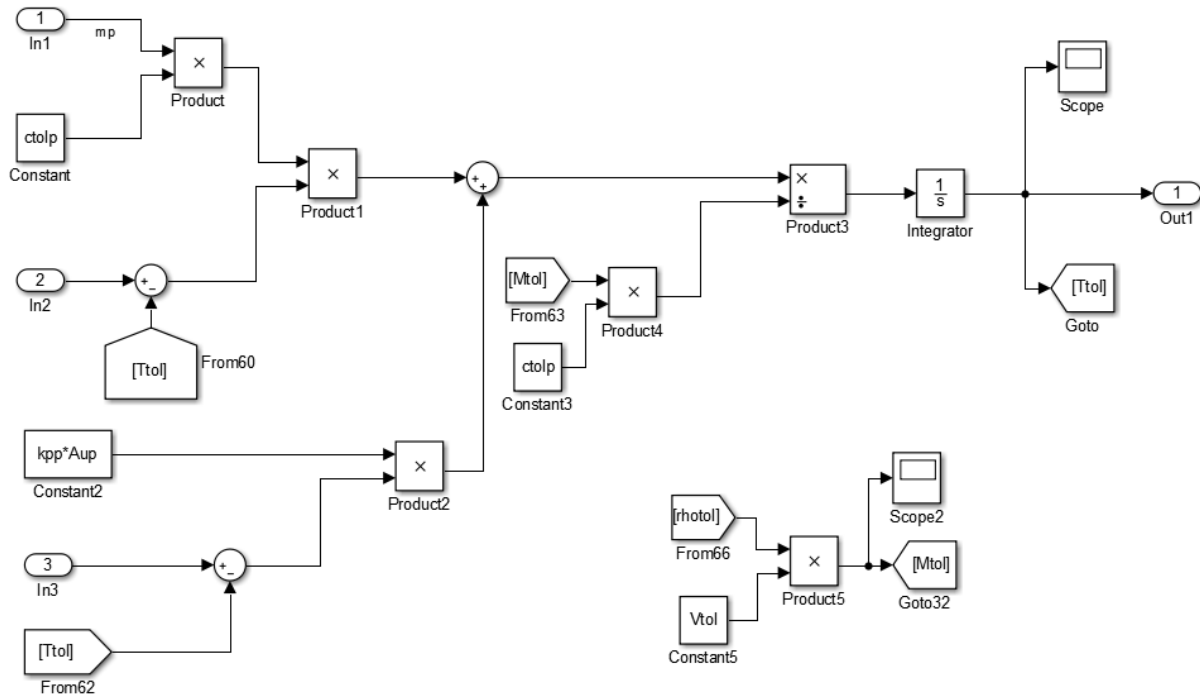 1
In1
mp
×
Product
ctolp
Constant
×
Product1
2
In2
+
−
[Ttol]
From60
kpp*Aup
Constant2
×
Product2
3
In3
+
−
[Ttol]
From62
+
+
[Mtol]
From63
ctolp
Constant3
×
Product4
×
÷
Product3
1
s
Integrator
Scope
1
Out1
[Ttol]
Goto
[rhotol]
From66
Vtol
Constant5
×
Product5
Scope2
[Mtol]
Goto32